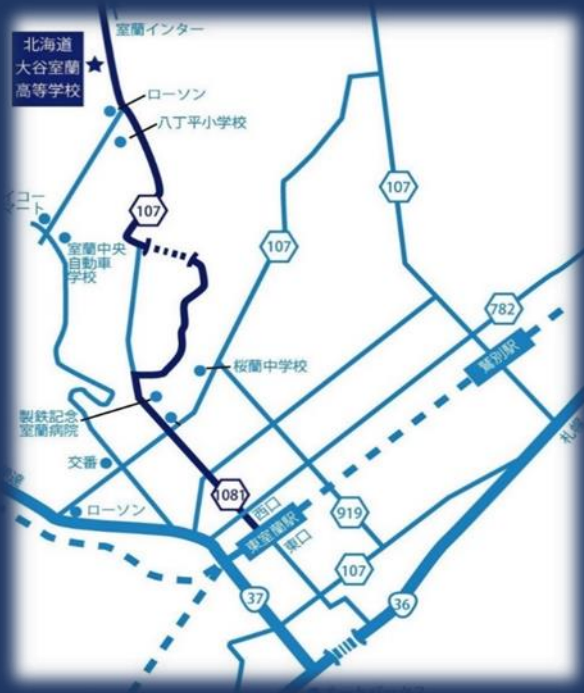 室蘭インター
北海道
大谷室蘭
高等学校
ローソン
八丁平小学校
107
107
107
室蘭中央
自動車
学校
782
鷲別駅
桜蘭中学校
製鉄記念
室蘭病院
交番
1081
西口
ローソン
919
東室蘭駅
東口
107
37
36
札幌